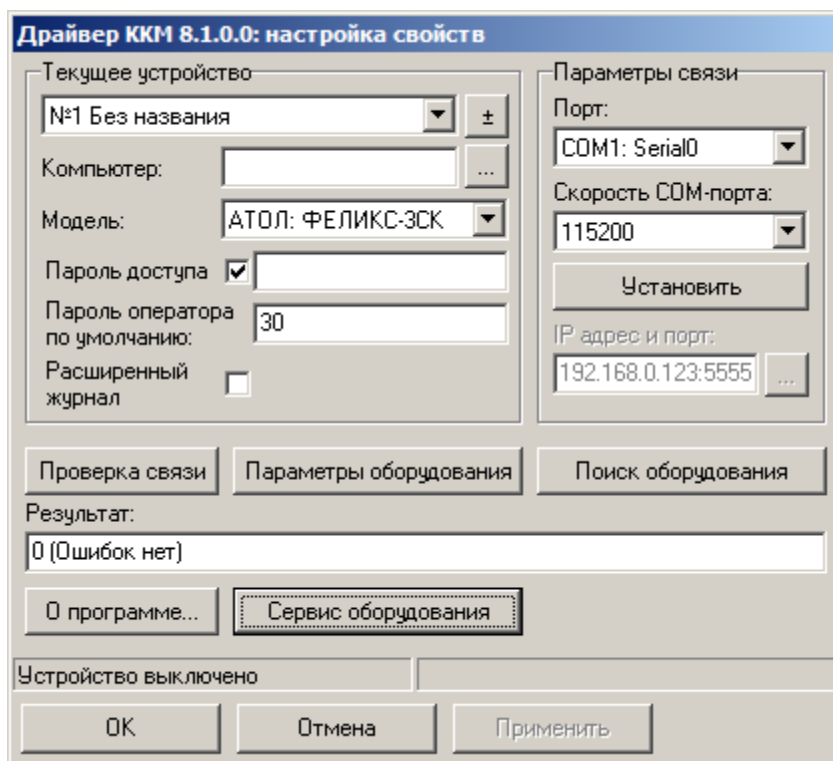 Драйвер ККМ 8.1.0.0: настройка свойств
Текущее устройство
№1 Без названия
±
Компьютер:
...
Модель:
АТОЛ: ФЕЛИКС-3СК
Пароль доступа
Пароль оператора
по умолчанию:
30
Расширенный
журнал
Параметры связи
Порт:
COM1: Serial0
Скорость COM-порта:
115200
Установить
IP адрес и порт:
192.168.0.123:5555
...
Проверка связи
Параметры оборудования
Поиск оборудования
Результат:
0 (Ошибок нет)
О программе...
Сервис оборудования
Устройство выключено
ОК
Отмена
Применить